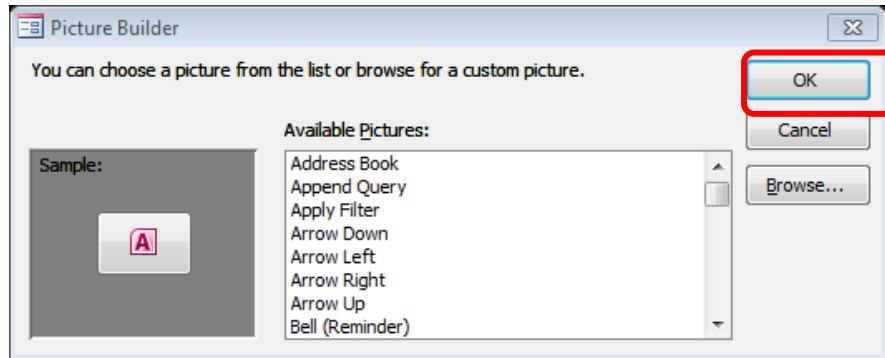 Picture Builder
You can choose a picture from the list or browse for a custom picture.
OK
Available Pictures:
Cancel
Sample:
Address Book
Append Query
Browse...
Apply Filter
Arrow Down
A
Arrow Left
Arrow Right
Arrow Up
Bell (Reminder)